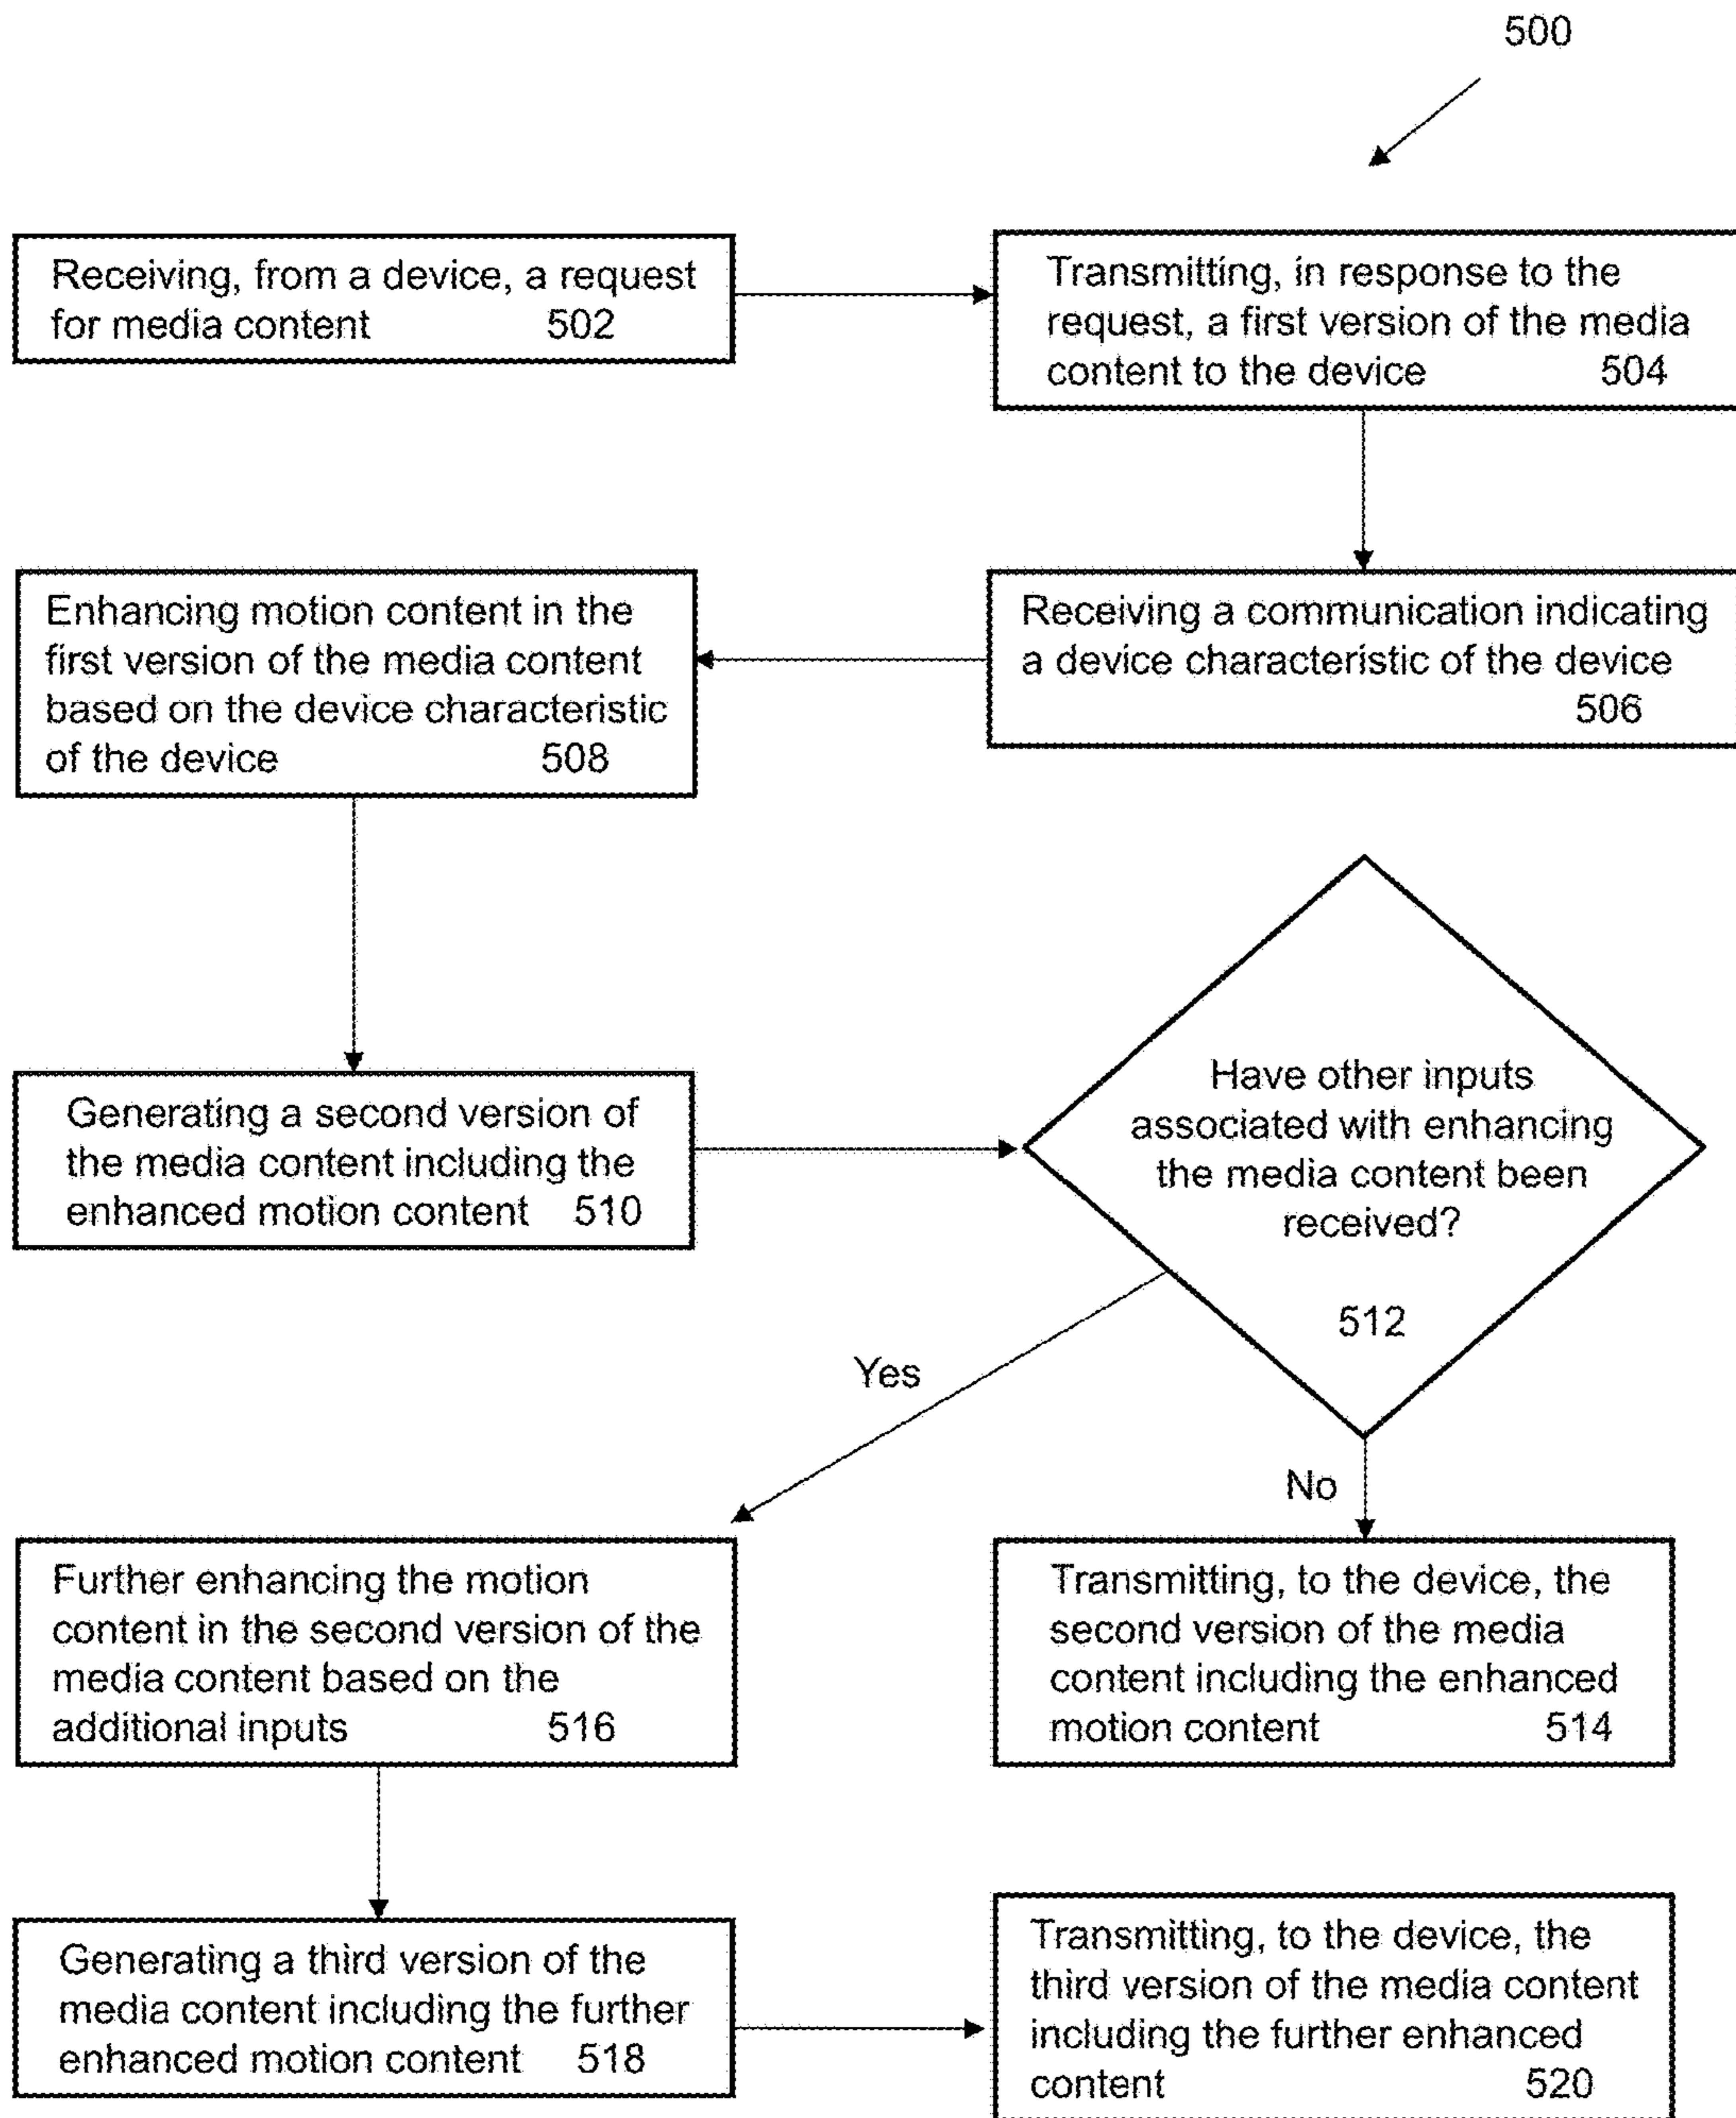 500
Receiving, from a device, a request
for media content 502
Transmitting, in response to the
request, a first version of the media
content to the device 504
Receiving a communication indicating
a device characteristic of the device
506
Enhancing motion content in the
first version of the media content
based on the device characteristic
of the device 508
Generating a second version of
the media content including the
enhanced motion content 510
Have other inputs
associated with enhancing
the media content been
received?
512
Yes
No
Transmitting, to the device, the
second version of the media
content including the enhanced
motion content 514
Further enhancing the motion
content in the second version of the
media content based on the
additional inputs 516
Generating a third version of the
media content including the further
enhanced motion content 518
Transmitting, to the device, the
third version of the media content
including the further enhanced
content 520